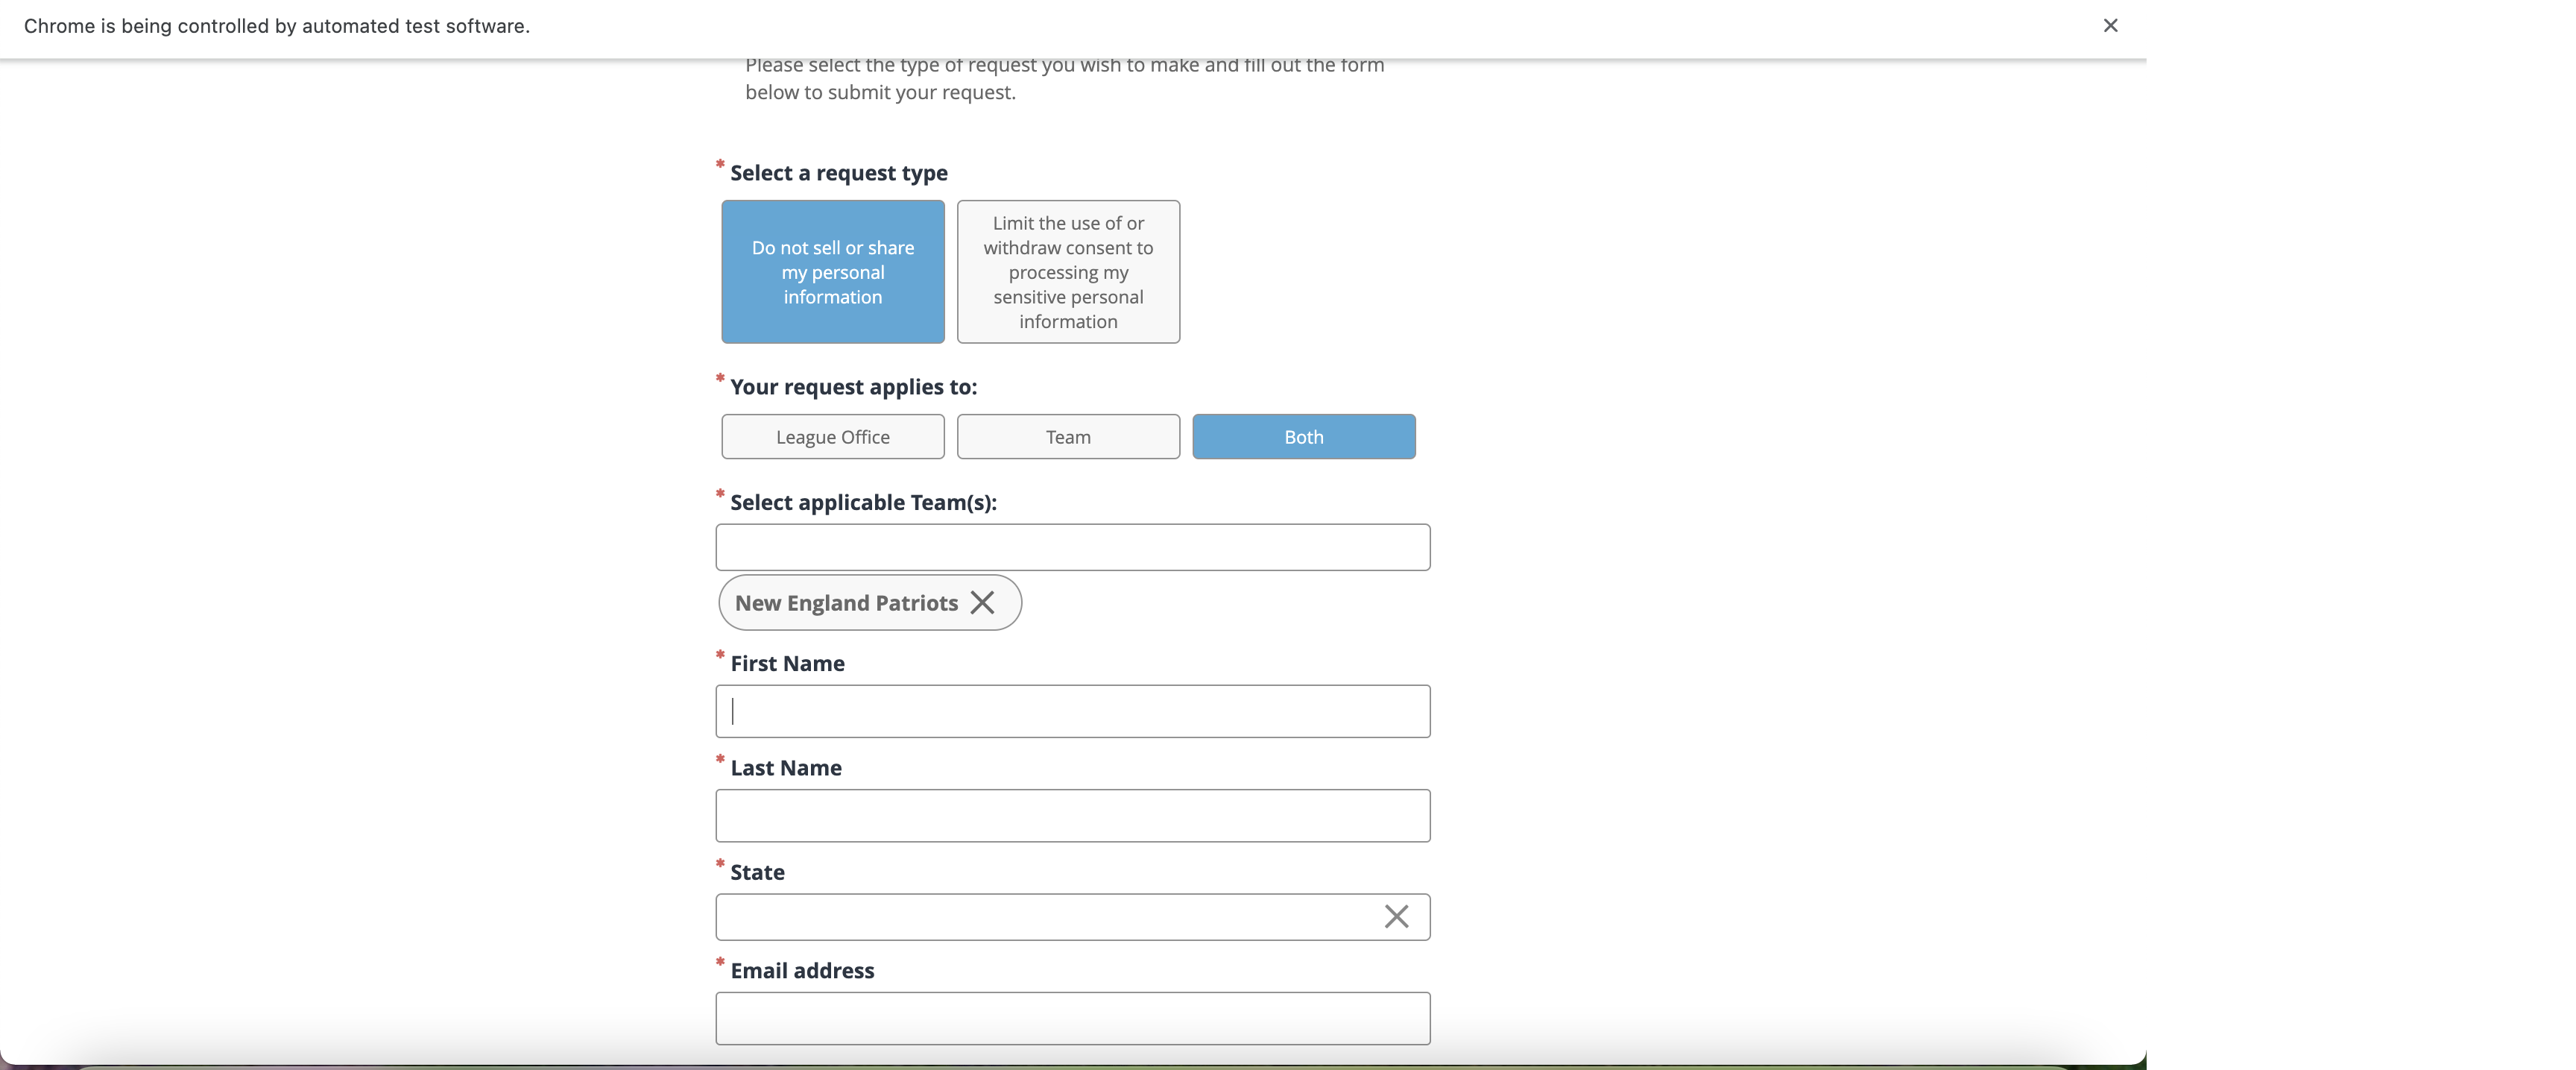 Chrome is being controlled by automated test software.
Please select the type of request you wish to make and fill out the form
below to submit your request.
* Select a request type
Do not sell or share
my personal
information
Limit the use of or
withdraw consent to
processing my
sensitive personal
information
* Your request applies to:
League Office
Team
Both
* Select applicable Team(s):
New England Patriots
* First Name
* Last Name
* State
* Email address